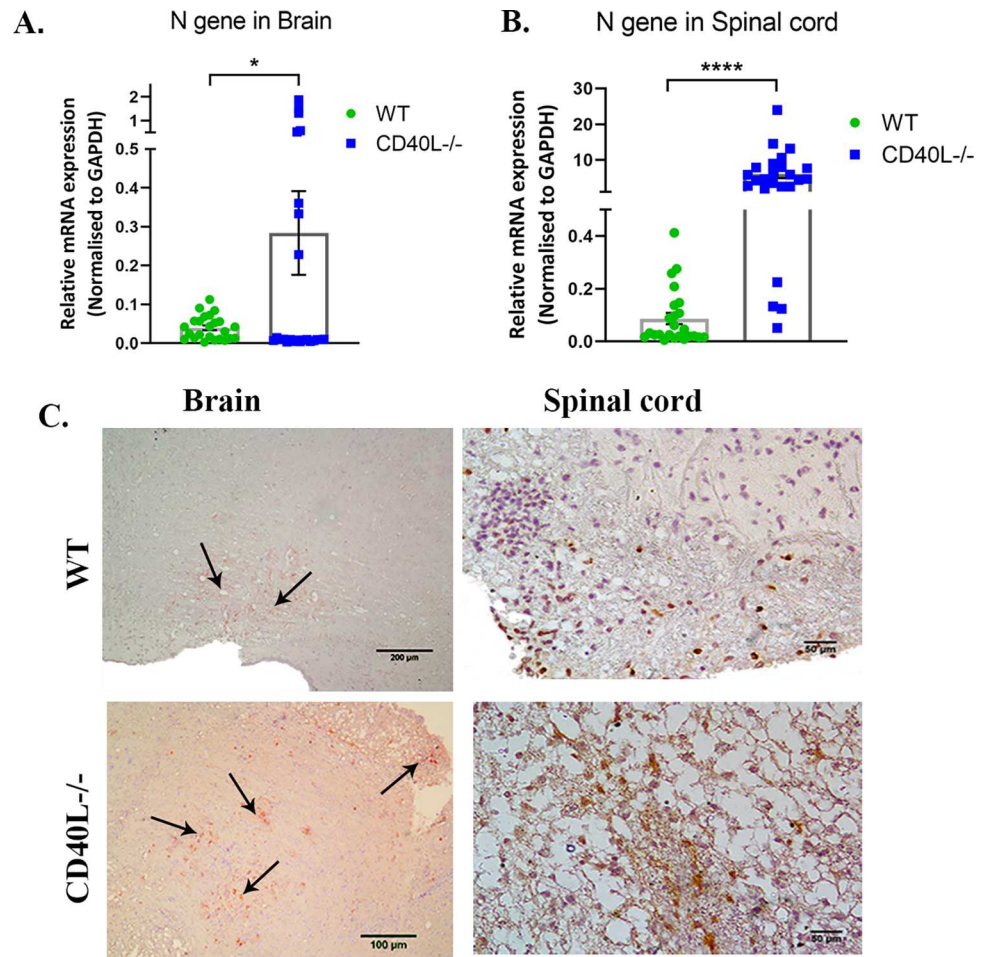 A.
N gene in Brain
*
Relative mRNA expression
(Normalised to GAPDH)
2
1
0.5
0.4
0.3
0.2
0.1
0.0
WT
CD40L-/-
B.
N gene in Spinal cord
****
Relative mRNA expression
(Normalised to GAPDH)
30
20
10
0.4
0.2
0.0
WT
CD40L-/-
C.
Brain
Spinal cord
WT
200 µm
50 µm
CD40L-/-
100 µm
50 µm